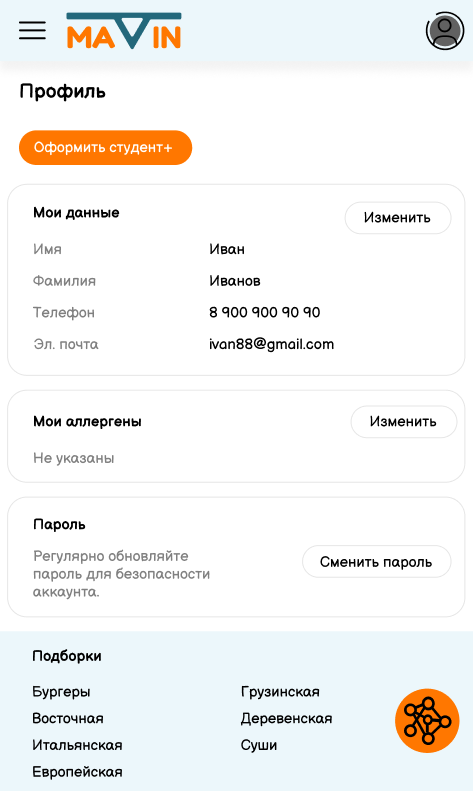 MAVIN
Профиль
Оформить студент+
Мои данные
Изменить
Имя Иван
Фамилия Иванов
Телефон 8 900 900 90 90
Эл. почта ivan88@gmail.com
Мои аллергены
Изменить
Не указаны
Пароль
Регулярно обновляйте
пароль для безопасности
аккаунта.
Сменить пароль
Подборки
Бургеры
Восточная
Итальянская
Европейская
Грузинская
Деревенская
Суши